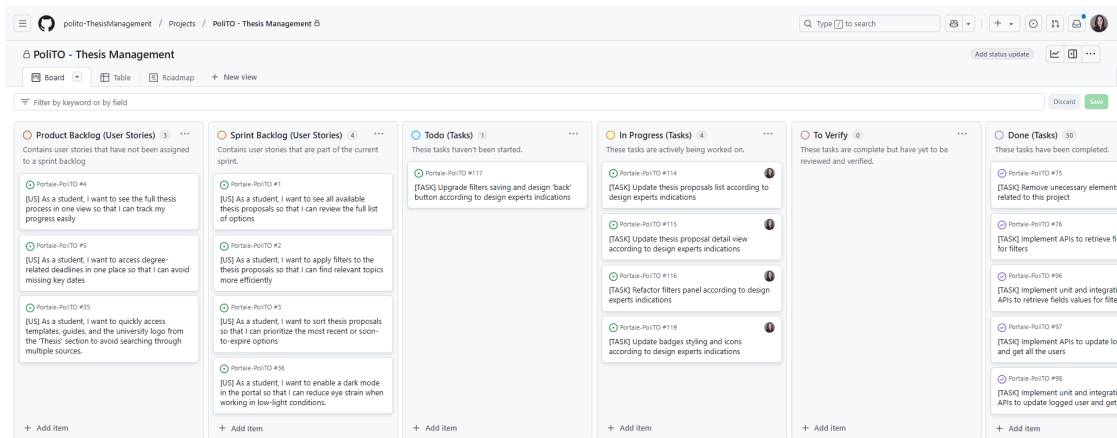 polito-ThesisManagement / Projects / PoliTO - Thesis Management
Type / to search
PoliTO - Thesis Management
Add status update
Board
Table
Roadmap
+ New view
Filter by keyword or by field
Discard
Save
Product Backlog (User Stories) 3
Contains user stories that have not been assigned
to a sprint backlog
Portale-PoliTO #4
[US] As a student, I want to see the full thesis
process in one view so that I can track my
progress easily
Portale-PoliTO #5
[US] As a student, I want to access degree-
related deadlines in one place so that I can avoid
missing key dates
Portale-PoliTO #35
[US] As a student, I want to quickly access
templates, guides, and the university logo from
the 'Thesis' section to avoid searching through
multiple sources.
+ Add item
Sprint Backlog (User Stories) 4
Contains user stories that are part of the current
sprint.
Portale-PoliTO #1
[US] As a student, I want to see all available
thesis proposals so that I can review the full list
of options
Portale-PoliTO #2
[US] As a student, I want to apply filters to the
thesis proposals so that I can find relevant topics
more efficiently
Portale-PoliTO #3
[US] As a student, I want to sort thesis proposals
so that I can prioritize the most recent or soon-
to-expire options
Portale-PoliTO #36
[US] As a student, I want to enable a dark mode
in the portal so that I can reduce eye strain when
working in low-light conditions.
+ Add item
Todo (Tasks) 1
These tasks haven't been started.
Portale-PoliTO #117
[TASK] Upgrade filters saving and design 'back'
button according to design experts indications
+ Add item
In Progress (Tasks) 4
These tasks are actively being worked on.
Portale-PoliTO #114
[TASK] Update thesis proposals list according to
design experts indications
Portale-PoliTO #115
[TASK] Update thesis proposal detail view
according to design experts indications
Portale-PoliTO #116
[TASK] Refactor filters panel according to design
experts indications
Portale-PoliTO #119
[TASK] Update badges styling and icons
according to design experts indications
+ Add item
To Verify 0
These tasks are complete but have yet to be
reviewed and verified.
+ Add item
Done (Tasks) 50
These tasks have been completed.
Portale-PoliTO #75
[TASK] Remove unecessary elements
related to this project
Portale-PoliTO #76
[TASK] Implement APIs to retrieve fi
for filters
Portale-PoliTO #96
[TASK] Implement unit and integrati
APIs to retrieve fields values for filte
Portale-PoliTO #97
[TASK] Implement APIs to update lo
and get all the users
Portale-PoliTO #98
[TASK] Implement unit and integrati
APIs to update logged user and get
+ Add item